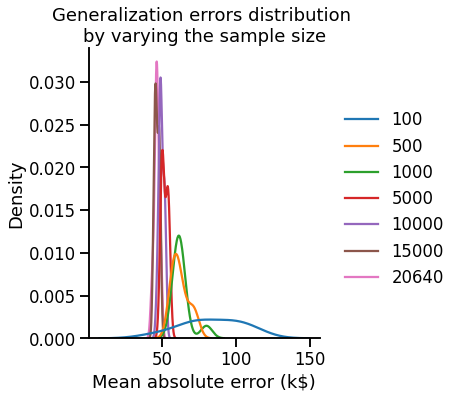 Generalization errors distribution
by varying the sample size
0.030
0.025
0.020
0.015
0.010
0.005
0.000
Density
50 100 150
Mean absolute error (k$)
100
500
1000
5000
10000
15000
20640